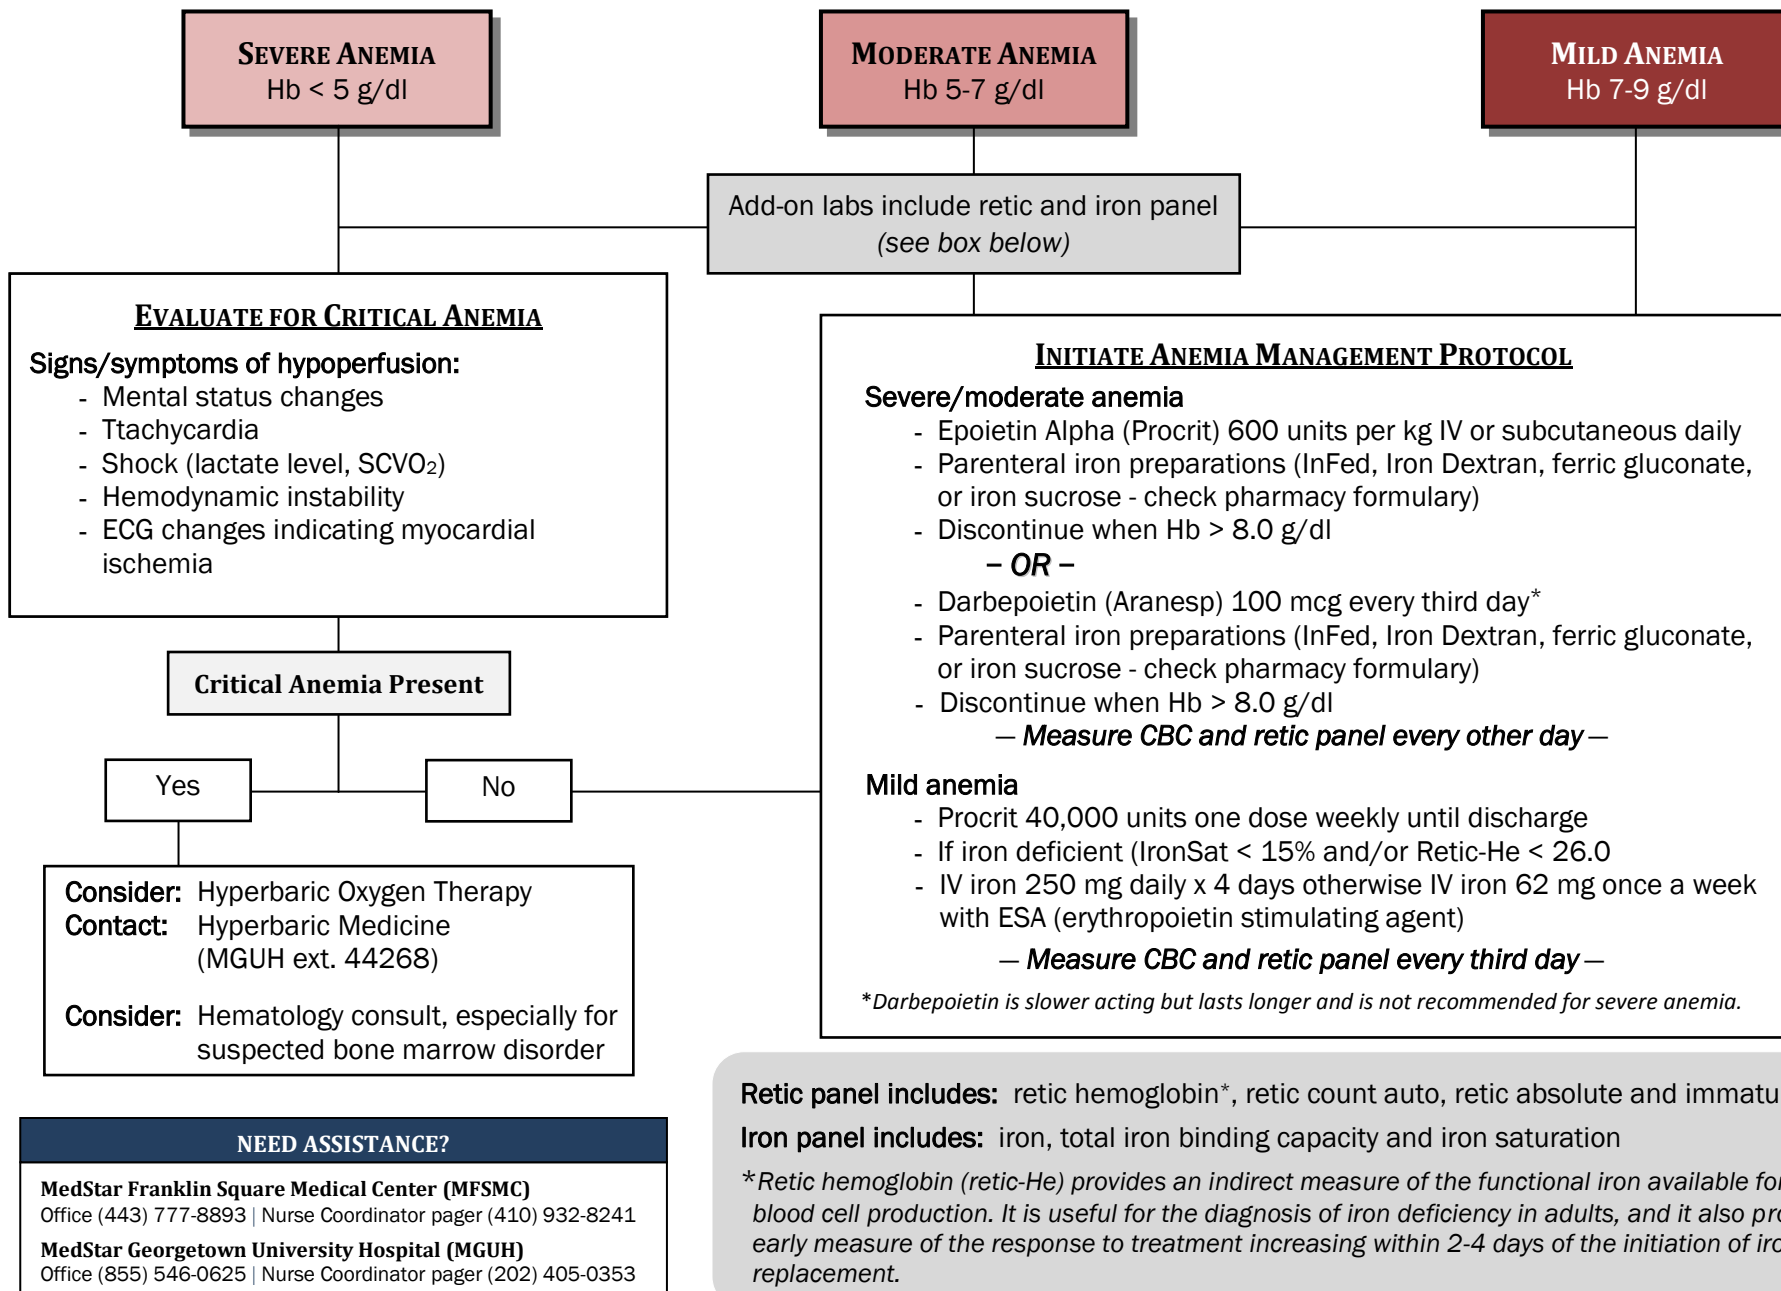 SEVERE ANEMIA
Hb < 5 g/dl
MODERATE ANEMIA
Hb 5-7 g/dl
MILD ANEMIA
Hb 7-9 g/dl
Add-on labs include retic and iron panel
(see box below)
EVALUATE FOR CRITICAL ANEMIA
Signs/symptoms of hypoperfusion:
- Mental status changes
- Ttachycardia
- Shock (lactate level, SCVO₂)
- Hemodynamic instability
- ECG changes indicating myocardial
ischemia
Critical Anemia Present
Yes
No
Consider: Hyperbaric Oxygen Therapy
Contact: Hyperbaric Medicine
(MGUH ext. 44268)
Consider: Hematology consult, especially for
suspected bone marrow disorder
INITIATE ANEMIA MANAGEMENT PROTOCOL
Severe/moderate anemia
- Epoietin Alpha (Procrit) 600 units per kg IV or subcutaneous daily
- Parenteral iron preparations (InFed, Iron Dextran, ferric gluconate,
or iron sucrose - check pharmacy formulary)
- Discontinue when Hb > 8.0 g/dl
– OR –
- Darbepoietin (Aranesp) 100 mcg every third day*
- Parenteral iron preparations (InFed, Iron Dextran, ferric gluconate,
or iron sucrose - check pharmacy formulary)
- Discontinue when Hb > 8.0 g/dl
— Measure CBC and retic panel every other day —
Mild anemia
- Procrit 40,000 units one dose weekly until discharge
- If iron deficient (IronSat < 15% and/or Retic-He < 26.0
- IV iron 250 mg daily x 4 days otherwise IV iron 62 mg once a week
with ESA (erythropoietin stimulating agent)
— Measure CBC and retic panel every third day —
*Darbepoietin is slower acting but lasts longer and is not recommended for severe anemia.
NEED ASSISTANCE?
MedStar Franklin Square Medical Center (MFSMC)
Office (443) 777-8893 | Nurse Coordinator pager (410) 932-8241
MedStar Georgetown University Hospital (MGUH)
Office (855) 546-0625 | Nurse Coordinator pager (202) 405-0353
Retic panel includes: retic hemoglobin*, retic count auto, retic absolute and
Iron panel includes: iron, total iron binding capacity and iron saturation
*Retic hemoglobin (retic-He) provides an indirect measure of the functional iron available for
blood cell production. It is useful for the diagnosis of iron deficiency in adults, and it also
early measure of the response to treatment increasing within 2-4 days of the initiation of
replacement.